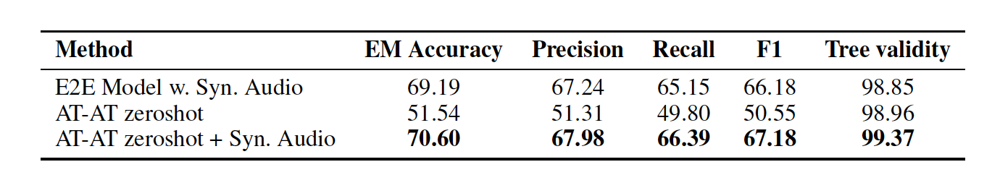 Method EM Accuracy Precision Recall F1 Tree validity
E2E Model w. Syn. Audio 69.19 67.24 65.15 66.18 98.85
AT-AT zeroshot 51.54 51.31 49.80 50.55 98.96
AT-AT zeroshot + Syn. Audio 70.60 67.98 66.39 67.18 99.37